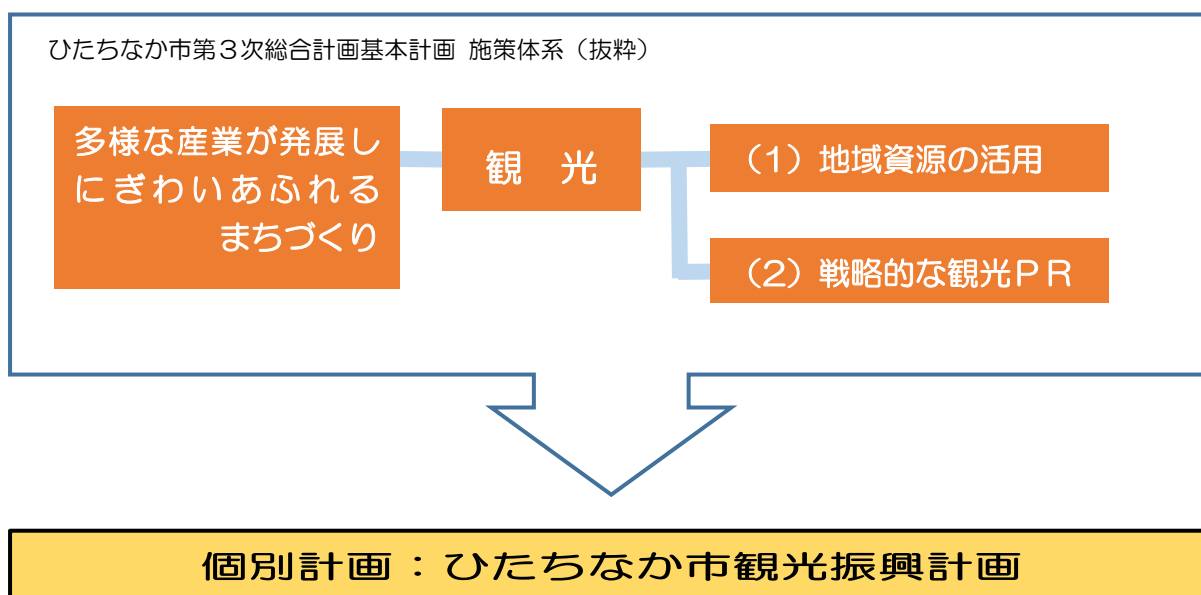 ひたちなか市第３次総合計画基本計画 施策体系（抜粋）
多様な産業が発展し
にぎわいあふれる
まちづくり
観　光
（１）地域資源の活用
（２）戦略的な観光ＰＲ
個別計画：ひたちなか市観光振興計画